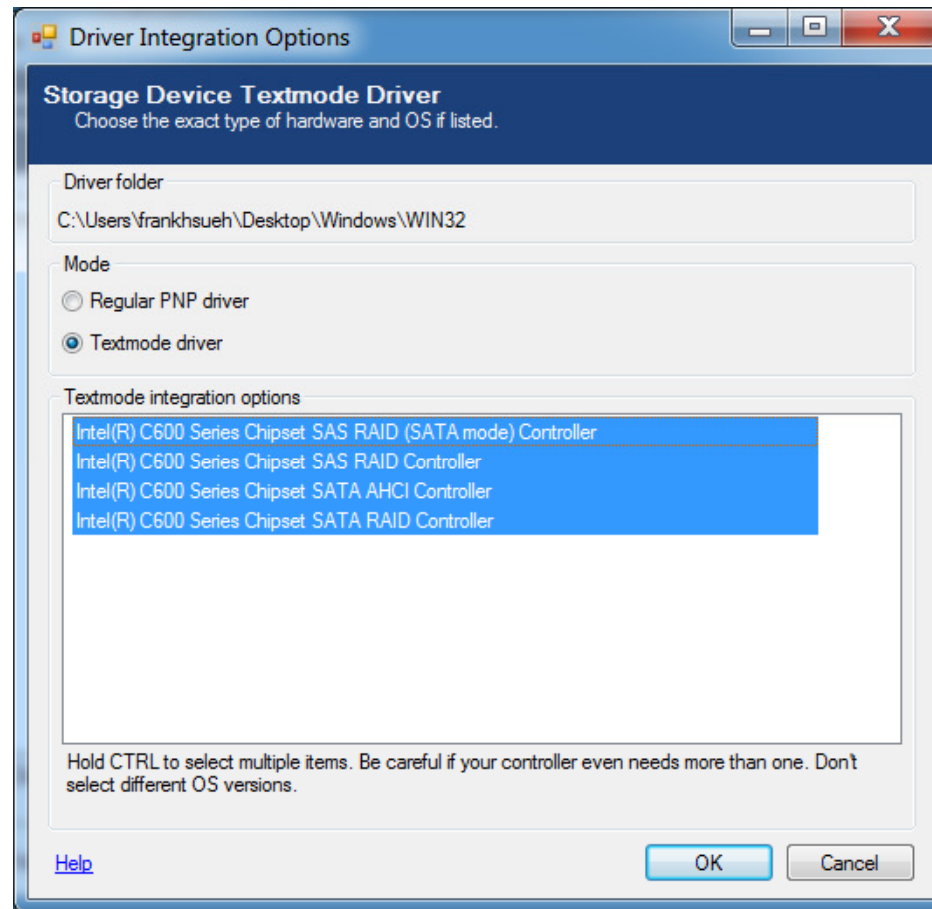 Driver Integration Options
Storage Device Textmode Driver
Choose the exact type of hardware and OS if listed.
Driver folder
C:\Users\frankhsueh\Desktop\Windows\WIN32
Mode
Regular PNP driver
Textmode driver
Textmode integration options
Intel(R) C600 Series Chipset SAS RAID (SATA mode) Controller
Intel(R) C600 Series Chipset SAS RAID Controller
Intel(R) C600 Series Chipset SATA AHCI Controller
Intel(R) C600 Series Chipset SATA RAID Controller
Hold CTRL to select multiple items. Be careful if your controller even needs more than one. Don't
select different OS versions.
Help
OK
Cancel